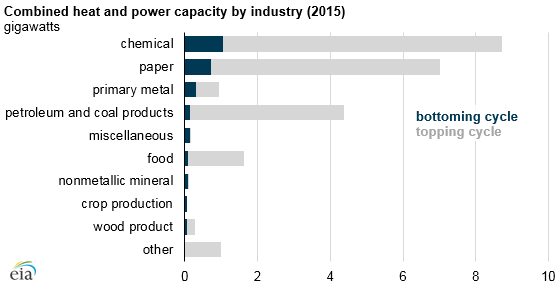 Combined heat and power capacity by industry (2015)
gigawatts
chemical
paper
primary metal
petroleum and coal products
miscellaneous
food
nonmetallic mineral
crop production
wood product
other
bottoming cycle
topping cycle
0 2 4 6 8 10
eia